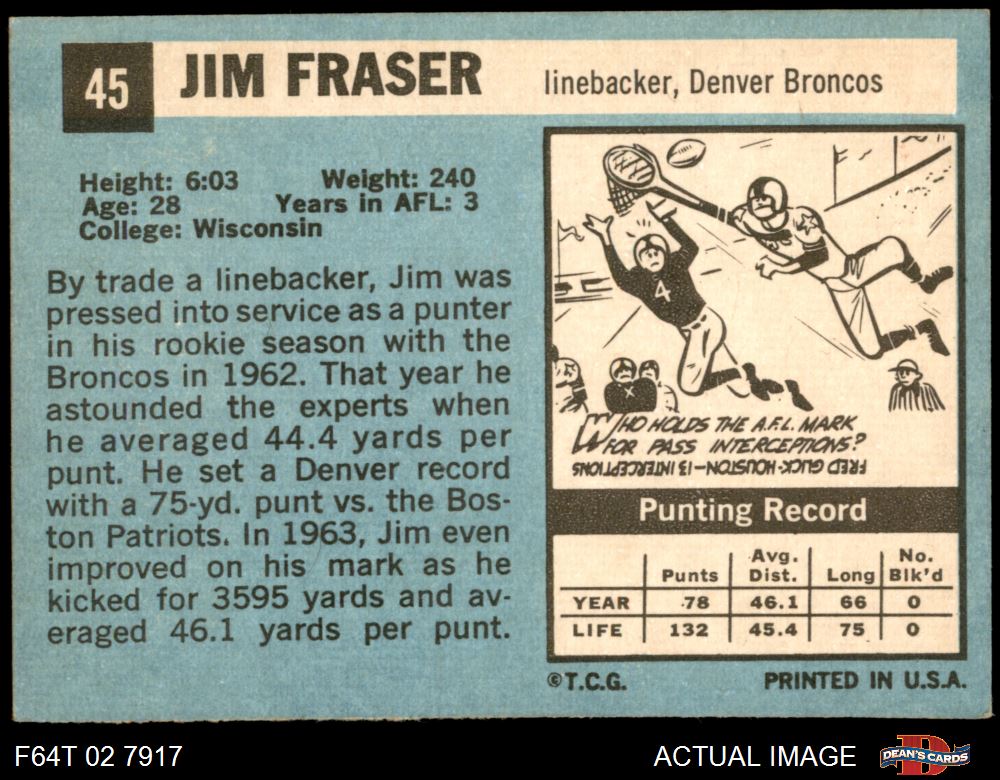 45
JIM FRASER
linebacker, Denver Broncos
Height: 6:03 Weight: 240
Age: 28 Years in AFL: 3
College: Wisconsin
By trade a linebacker, Jim was
pressed into service as a punter
in his rookie season with the
Broncos in 1962. That year he
astounded the experts when
he averaged 44.4 yards per
punt. He set a Denver record
with a 75-yd. punt vs. the Bos-
ton Patriots. In 1963, Jim even
improved on his mark as he
kicked for 3595 yards and av-
eraged 46.1 yards per punt.
4
WHO HOLDS THE A.F.L. MARK
FOR PASS INTERCEPTIONS?
FRED GLICK-HOUSTON-13 INTERCEPTIONS
Punting Record
Punts Avg. Dist. Long No. Blk'd
YEAR 78 46.1 66 0
LIFE 132 45.4 75 0
©T.C.G. PRINTED IN U.S.A.
F64T 02 7917
ACTUAL IMAGE
DEAN'S CARDS